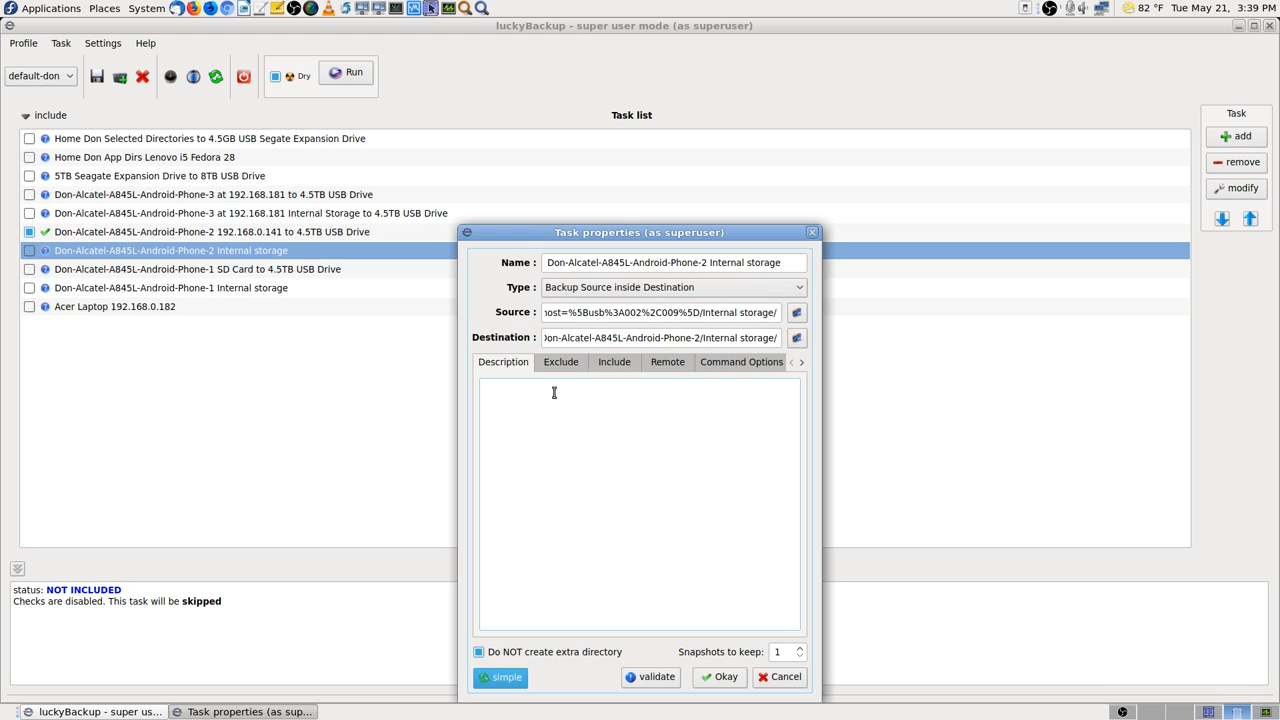 Applications Places System 82 °F Tue May 21, 3:39 PM
luckyBackup - super user mode (as superuser)
Profile Task Settings Help
default-don Dry Run
include Task list Task
Home Don Selected Directories to 4.5GB USB Segate Expansion Drive
add
Home Don App Dirs Lenovo i5 Fedora 28
remove
5TB Seagate Expansion Drive to 8TB USB Drive
modify
Don-Alcatel-A845L-Android-Phone-3 at 192.168.181 to 4.5TB USB Drive
Don-Alcatel-A845L-Android-Phone-3 at 192.168.181 Internal Storage to 4.5TB USB Drive
Don-Alcatel-A845L-Android-Phone-2 192.168.0.141 to 4.5TB USB Drive
Don-Alcatel-A845L-Android-Phone-2 Internal storage
Don-Alcatel-A845L-Android-Phone-1 SD Card to 4.5TB USB Drive
Don-Alcatel-A845L-Android-Phone-1 Internal storage
Acer Laptop 192.168.0.182
Task properties (as superuser)
Name : Don-Alcatel-A845L-Android-Phone-2 Internal storage
Type : Backup Source inside Destination
Source : host=%5Busb%3A002%2C009%5D/Internal storage/
Destination : Don-Alcatel-A845L-Android-Phone-2/Internal storage/
Description Exclude Include Remote Command Options
Do NOT create extra directory Snapshots to keep: 1
simple validate Okay Cancel
status: NOT INCLUDED
Checks are disabled. This task will be skipped
luckyBackup - super us... Task properties (as sup...